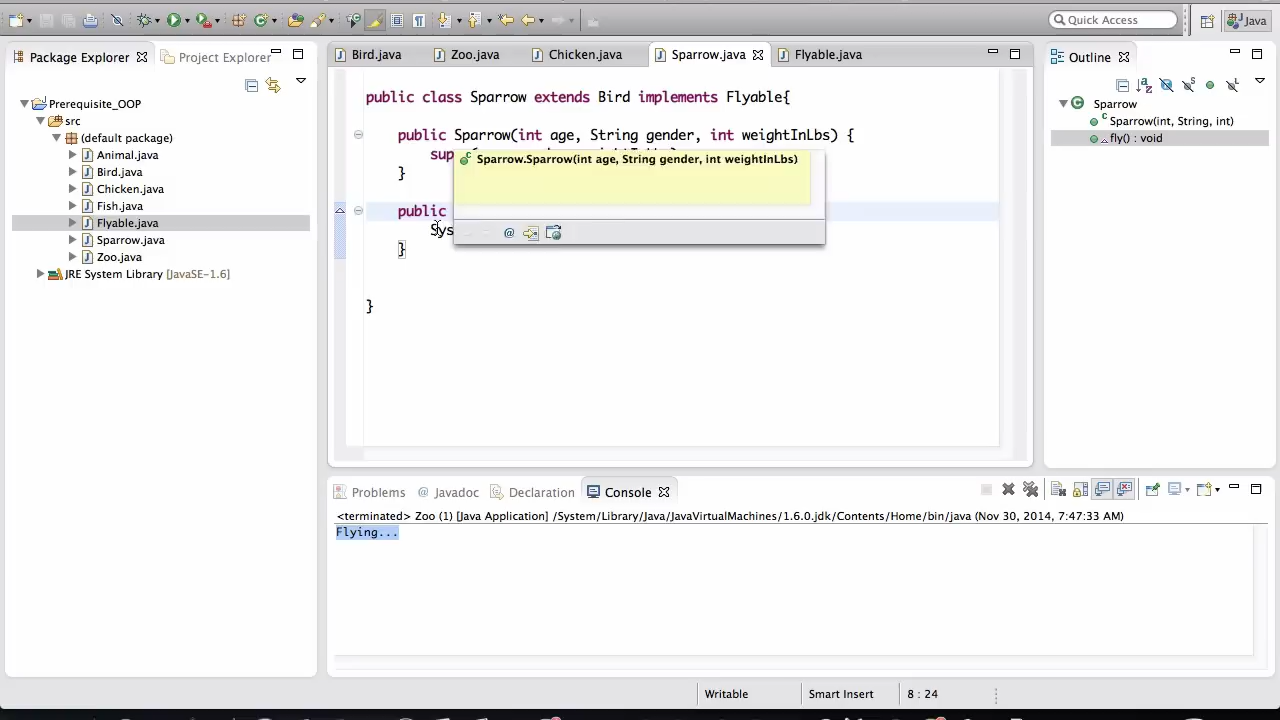 Quick Access
Java
Package Explorer
Project Explorer
Prerequisite_OOP
src
(default package)
Animal.java
Bird.java
Chicken.java
Fish.java
Flyable.java
Sparrow.java
Zoo.java
JRE System Library [JavaSE-1.6]
Bird.java
Zoo.java
Chicken.java
Sparrow.java
Flyable.java
public class Sparrow extends Bird implements Flyable{
public Sparrow(int age, String gender, int weightInLbs) {
sup
Sparrow.Sparrow(int age, String gender, int weightInLbs)
}
public
Sys
}
}
Outline
Sparrow
Sparrow(int, String, int)
fly() : void
Problems
@ Javadoc
Declaration
Console
<terminated> Zoo (1) [Java Application] /System/Library/Java/JavaVirtualMachines/1.6.0.jdk/Contents/Home/bin/java (Nov 30, 2014, 7:47:33 AM)
Flying...
Writable
Smart Insert
8 : 24